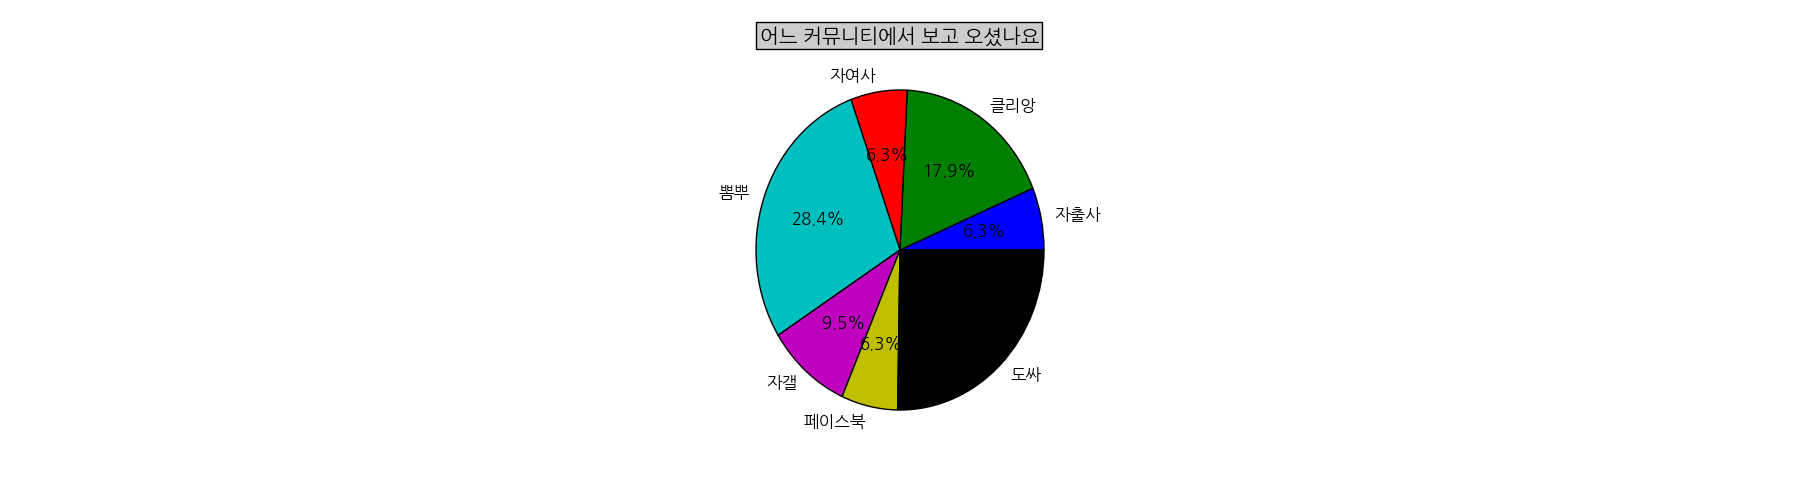 어느 커뮤니티에서 보고 오셨나요
자여사
클리앙
6.3%
17.9%
뽐뿌
자출사
28.4%
6.3%
9.5%
6.3%
자갤
도싸
페이스북